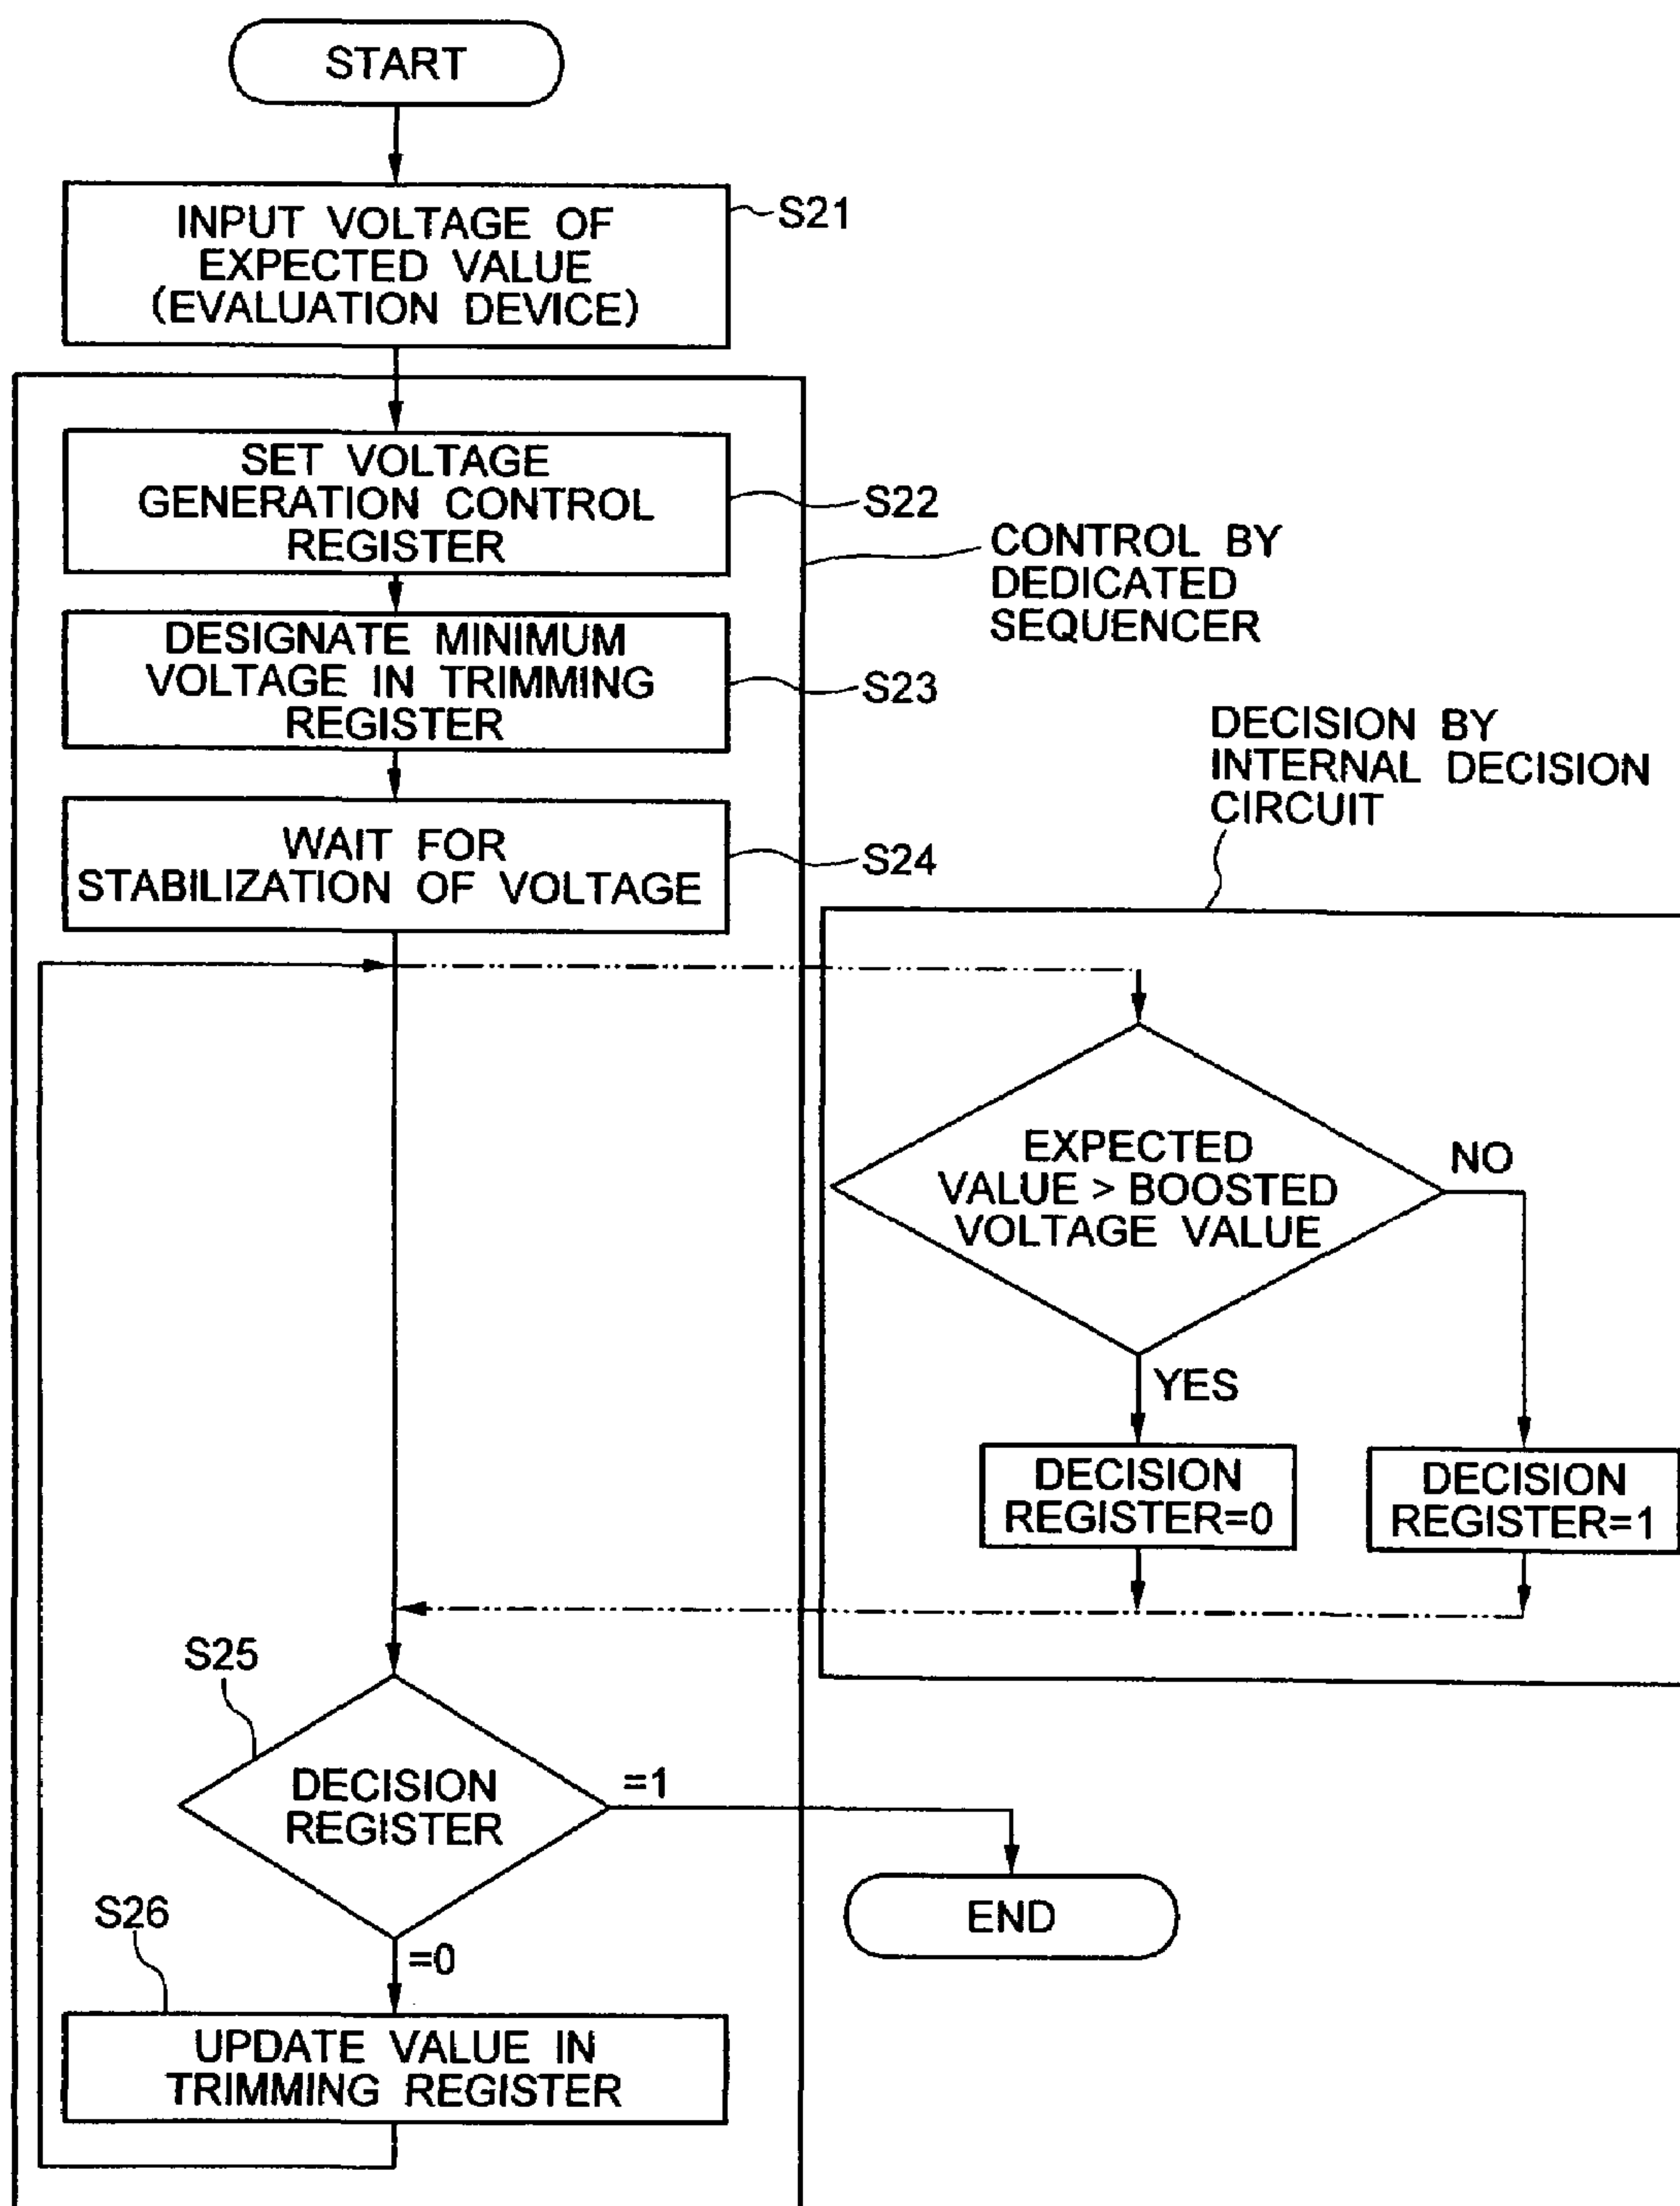 START
INPUT VOLTAGE OF
EXPECTED VALUE
(EVALUATION DEVICE)
S21
SET VOLTAGE
GENERATION CONTROL
REGISTER
S22
CONTROL BY
DEDICATED
SEQUENCER
DESIGNATE MINIMUM
VOLTAGE IN TRIMMING
REGISTER
S23
DECISION BY
INTERNAL DECISION
CIRCUIT
WAIT FOR
STABILIZATION OF VOLTAGE
S24
EXPECTED
VALUE > BOOSTED
VOLTAGE VALUE
NO
YES
DECISION
REGISTER=0
DECISION
REGISTER=1
S25
DECISION
REGISTER
=1
END
=0
S26
UPDATE VALUE IN
TRIMMING REGISTER